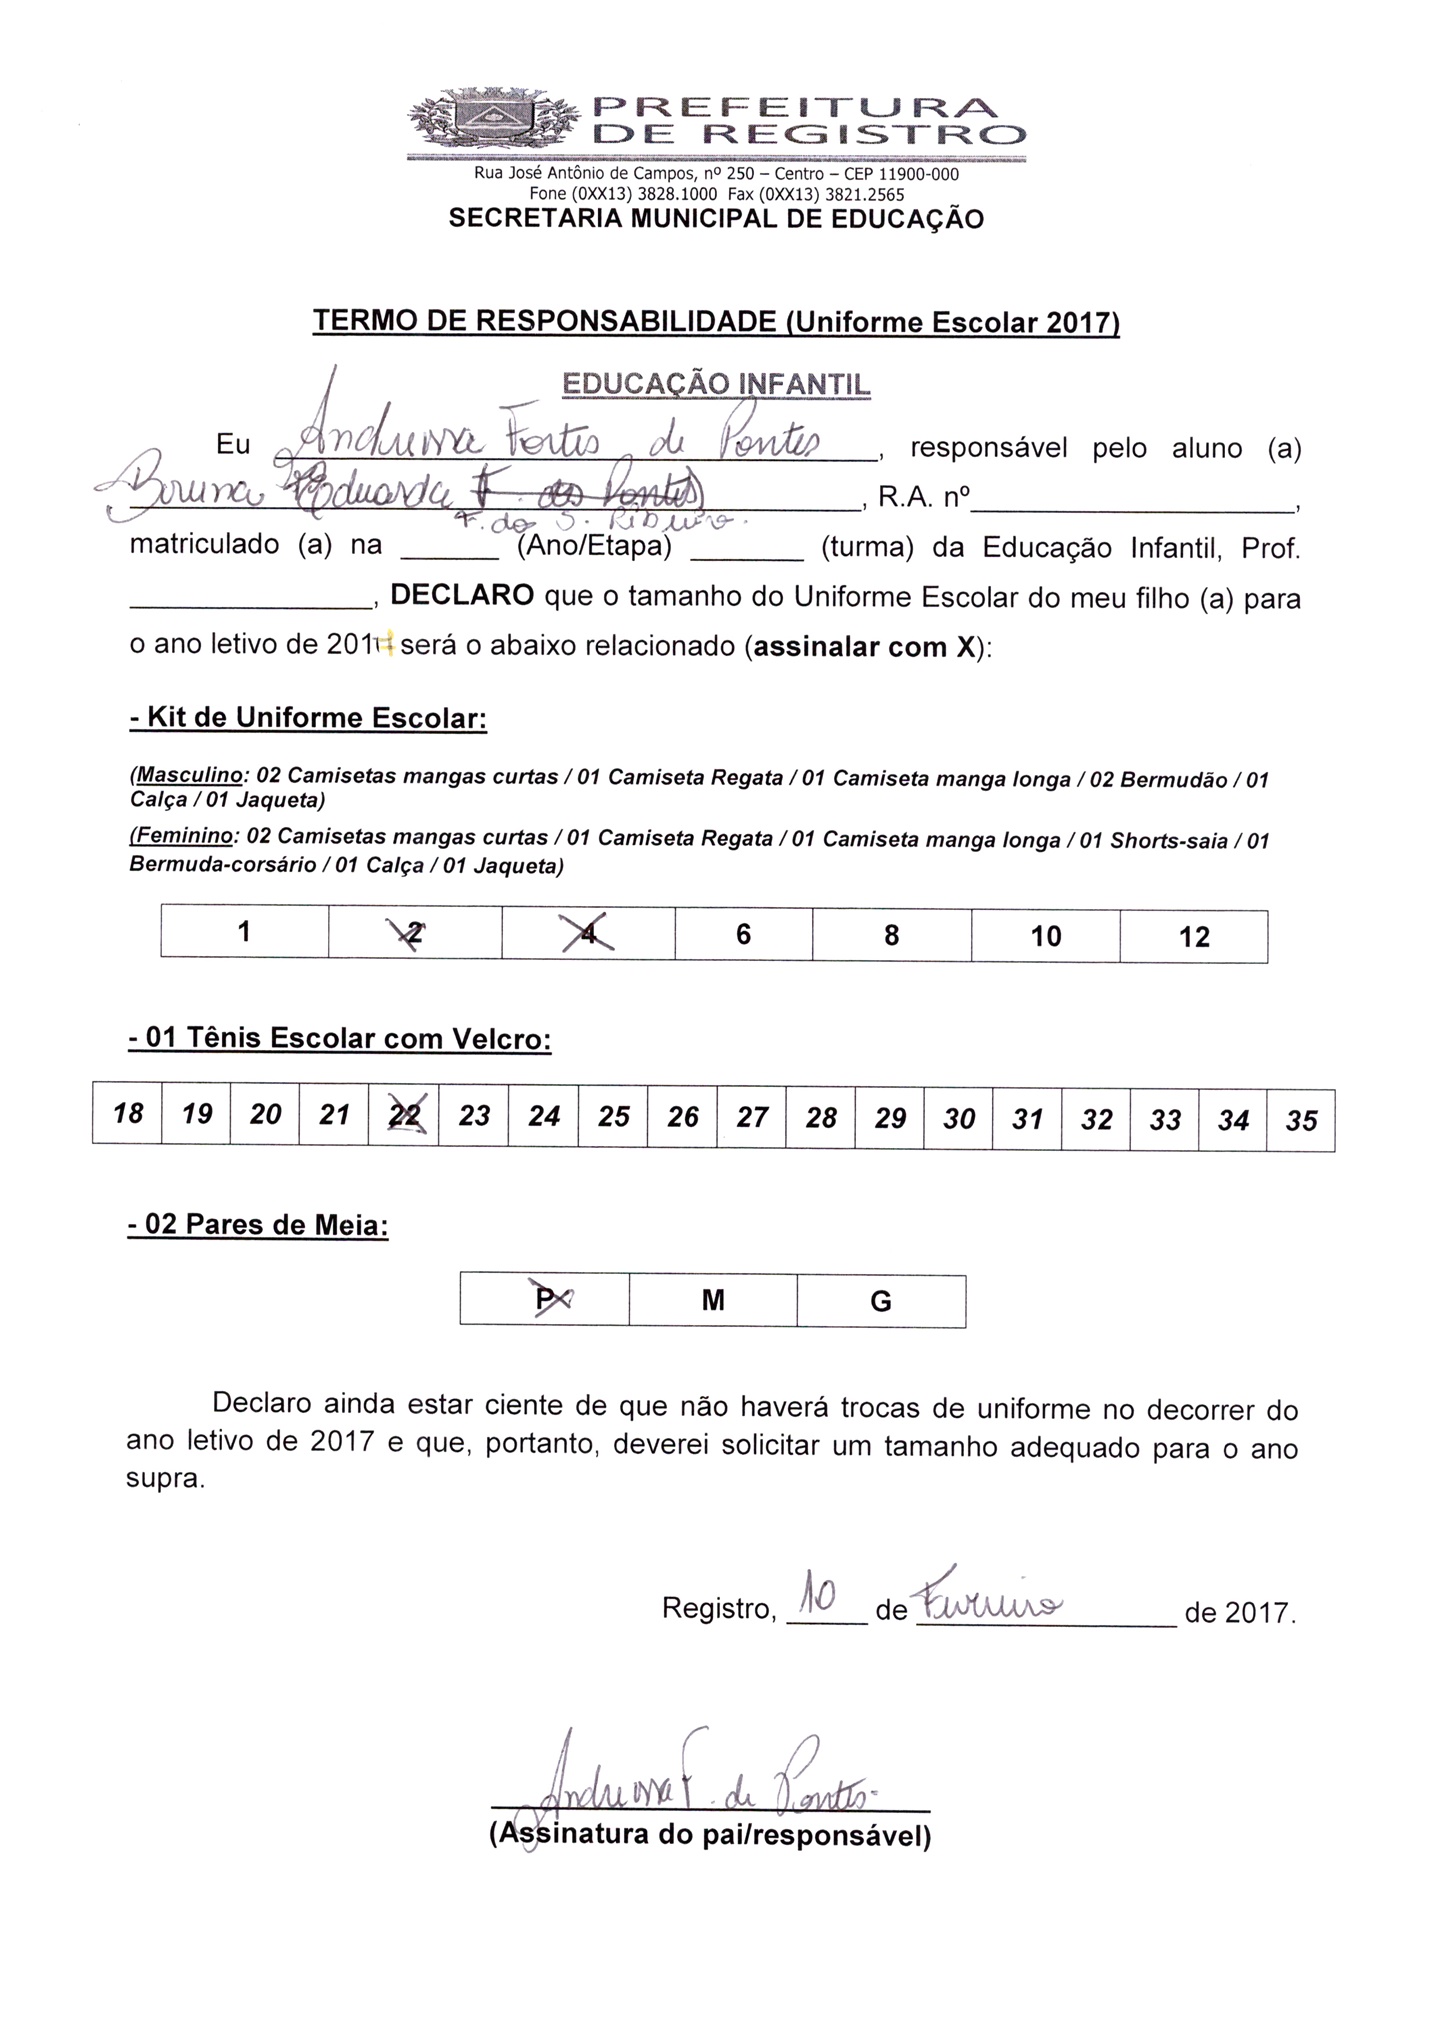 PREFEITURA
DE REGISTRO
Rua José Antônio de Campos, nº 250 – Centro – CEP 11900-000
Fone (0XX13) 3828.1000 Fax (0XX13) 3821.2565
SECRETARIA MUNICIPAL DE EDUCAÇÃO
TERMO DE RESPONSABILIDADE (Uniforme Escolar 2017)
EDUCAÇÃO INFANTIL
Eu Andressa Fortes de Pontes, responsável pelo aluno (a)
Bruna Eduarda F. de Pontes, R.A. nº____________________,
F. dos S. Ribeiro.
matriculado (a) na ______ (Ano/Etapa) _______ (turma) da Educação Infantil, Prof.
_______________, DECLARO que o tamanho do Uniforme Escolar do meu filho (a) para
o ano letivo de 2017 será o abaixo relacionado (assinalar com X):
- Kit de Uniforme Escolar:
(Masculino: 02 Camisetas mangas curtas / 01 Camiseta Regata / 01 Camiseta manga longa / 02 Bermudão / 01
Calça / 01 Jaqueta)
(Feminino: 02 Camisetas mangas curtas / 01 Camiseta Regata / 01 Camiseta manga longa / 01 Shorts-saia / 01
Bermuda-corsário / 01 Calça / 01 Jaqueta)
1 2 4 6 8 10 12
- 01 Tênis Escolar com Velcro:
18 19 20 21 22 23 24 25 26 27 28 29 30 31 32 33 34 35
- 02 Pares de Meia:
P M G
Declaro ainda estar ciente de que não haverá trocas de uniforme no decorrer do
ano letivo de 2017 e que, portanto, deverei solicitar um tamanho adequado para o ano
supra.
Registro, 10 de Fevereiro de 2017.
Andressa F. de Pontes
(Assinatura do pai/responsável)